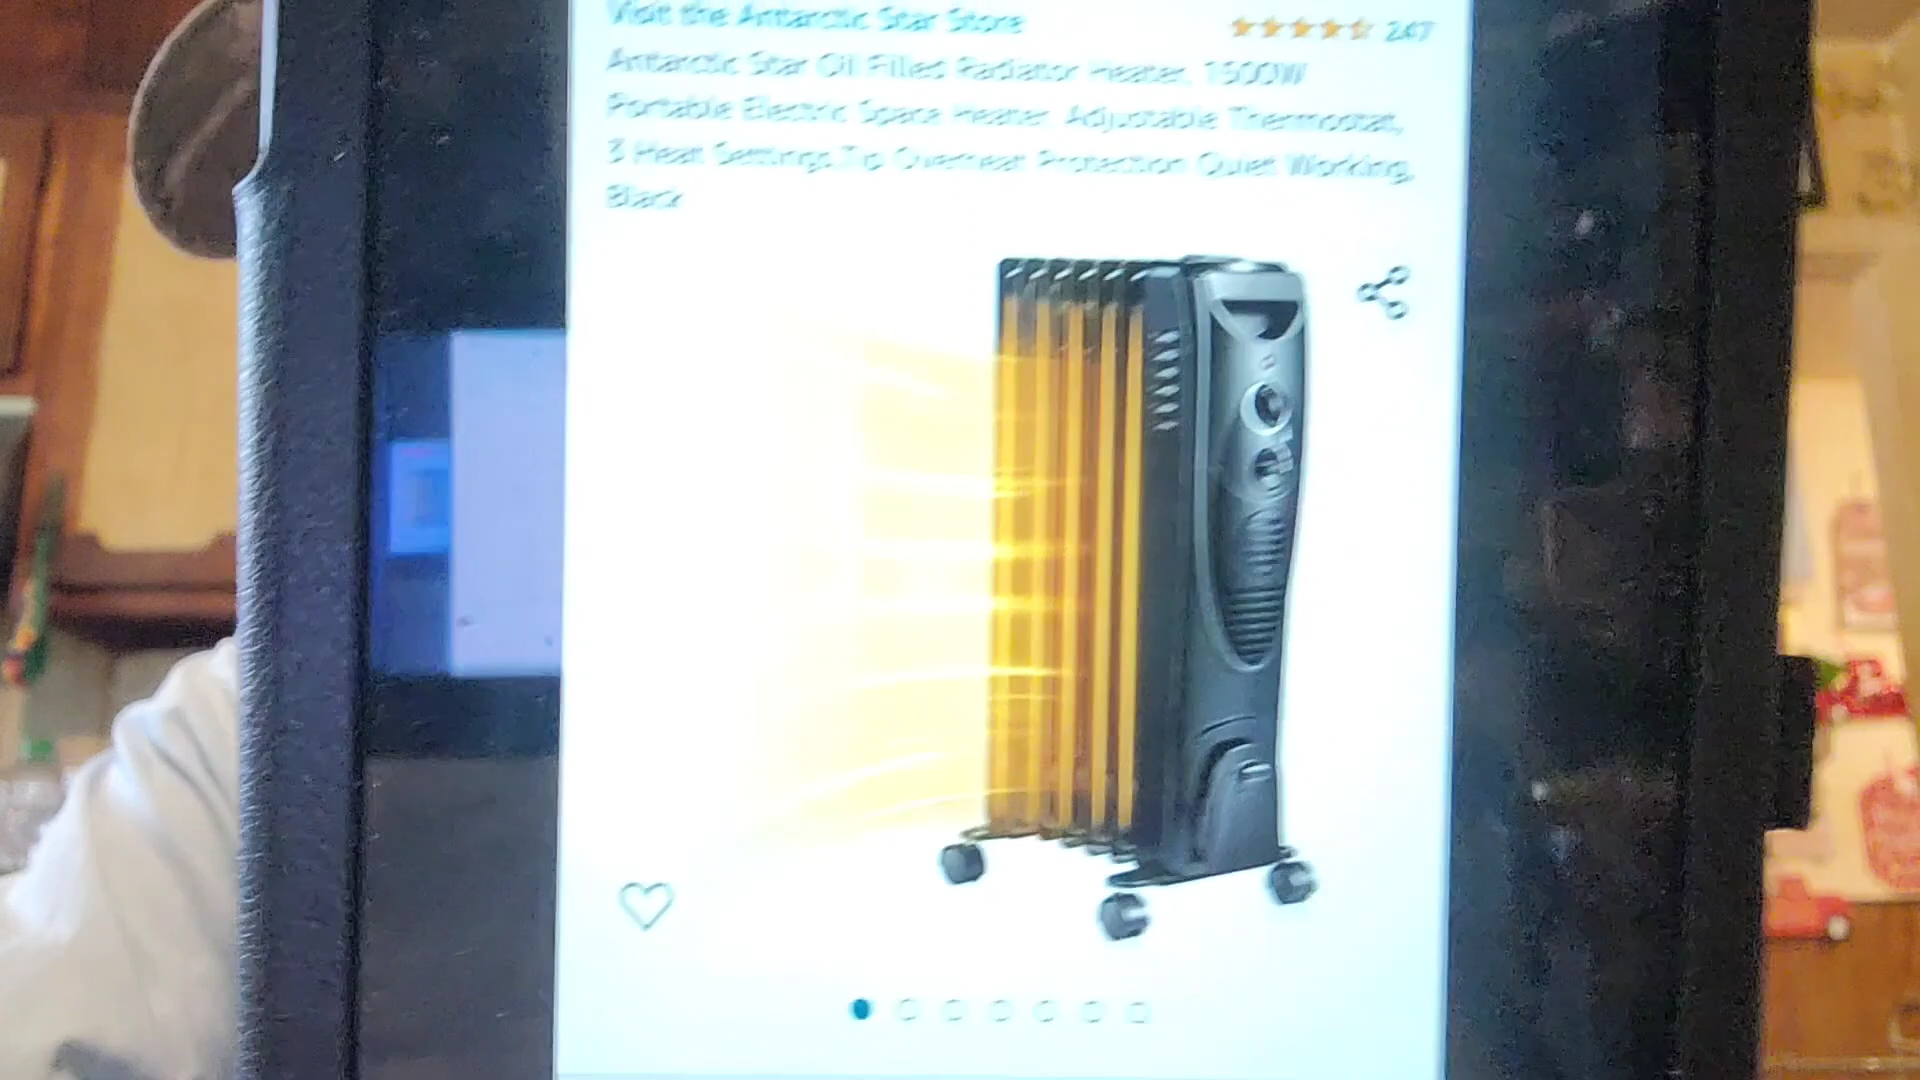 Visit the Antarctic Star Store 247
Antarctic Star Oil Filled Radiator Heater, 1500W
Portable Electric Space Heater, Adjustable Thermostat,
3 Heat Settings,Tip Overheat Protection Quiet Working,
Black